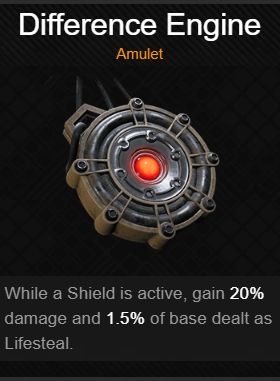 Difference Engine
Amulet
While a Shield is active, gain 20%
damage and 1.5% of base dealt as
Lifesteal.